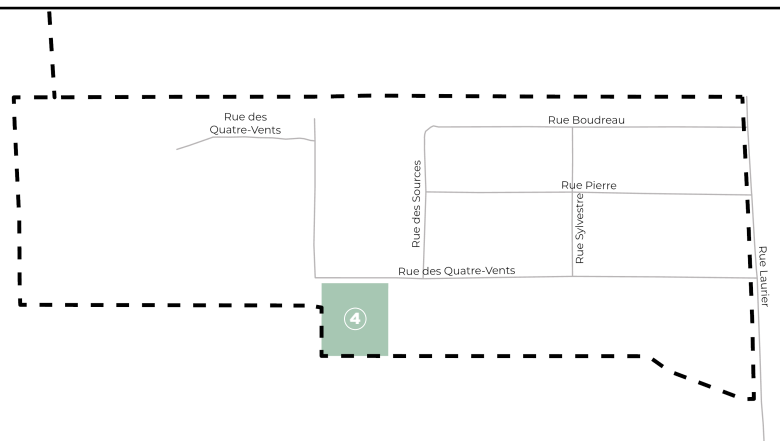 Rue des
Quatre-Vents
Rue Boudreau
Rue des Sources
Rue Pierre
Rue Sylvestre
Rue des Quatre-Vents
Rue Laurier
4